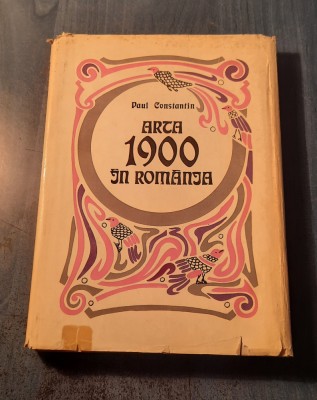 Paul Constantin
ARTA
1900
ÎN ROMÂNIA